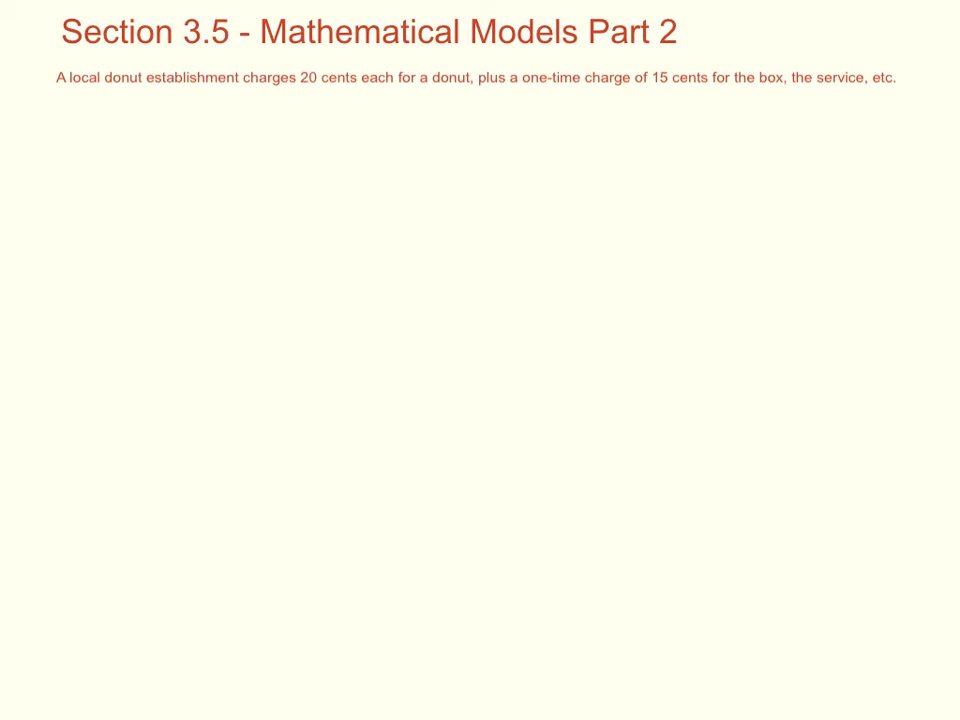 Section 3.5 - Mathematical Models Part 2
A local donut establishment charges 20 cents each for a donut, plus a one-time charge of 15 cents for the box, the service, etc.